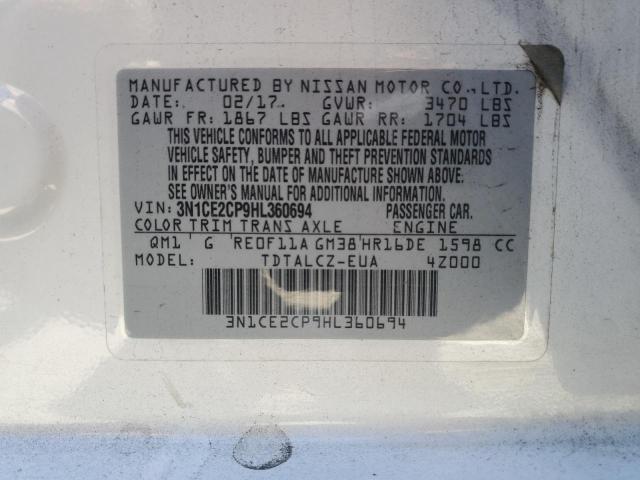 MANUFACTURED BY NISSAN MOTOR CO.,LTD.
DATE: 02/17 GVWR: 3470 LBS
GAWR FR: 1867 LBS GAWR RR: 1704 LBS
THIS VEHICLE CONFORMS TO ALL APPLICABLE FEDERAL MOTOR
VEHICLE SAFETY, BUMPER AND THEFT PREVENTION STANDARDS
IN EFFECT ON THE DATE OF MANUFACTURE SHOWN ABOVE.
SEE OWNER'S MANUAL FOR ADDITIONAL INFORMATION.
VIN: 3N1CE2CP9HL360694 PASSENGER CAR.
COLOR TRIM TRANS AXLE ENGINE
QM1 G RE0F11A GM38 HR16DE 1598 CC
MODEL: TDTALCZ-EUA 4Z000
3N1CE2CP9HL360694